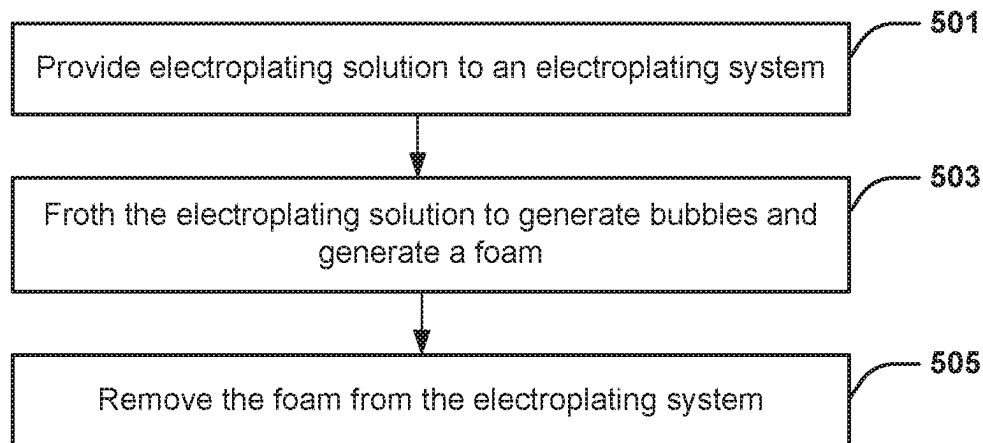 501
Provide electroplating solution to an electroplating system
503
Froth the electroplating solution to generate bubbles and
generate a foam
505
Remove the foam from the electroplating system